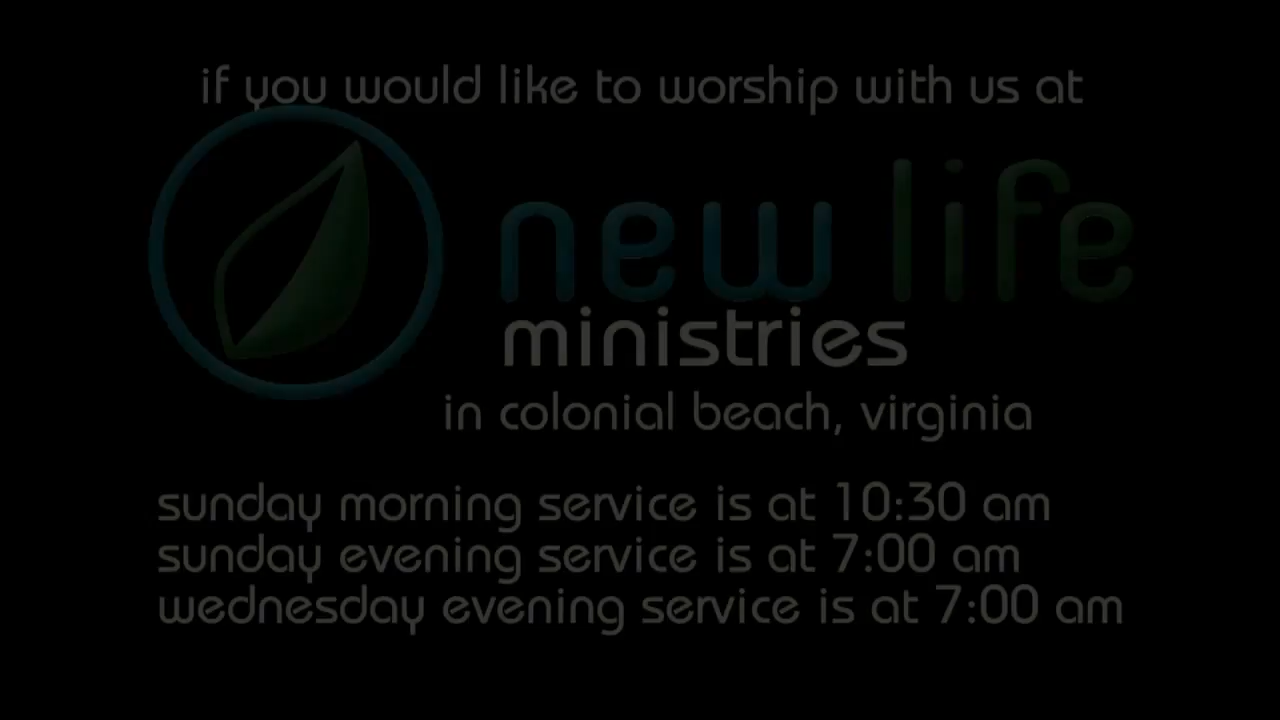 if you would like to worship with us at
new life
ministries
in colonial beach, virginia
sunday morning service is at 10:30 am
sunday evening service is at 7:00 am
wednesday evening service is at 7:00 am